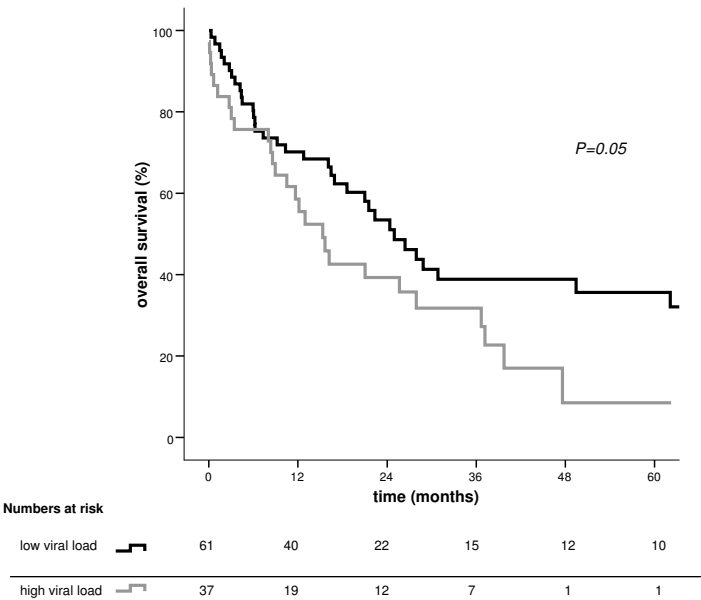 100
80
60
40
20
0
overall survival (%)
P=0.05
0 12 24 36 48 60
time (months)
Numbers at risk
low viral load 61 40 22 15 12 10
high viral load 37 19 12 7 1 1